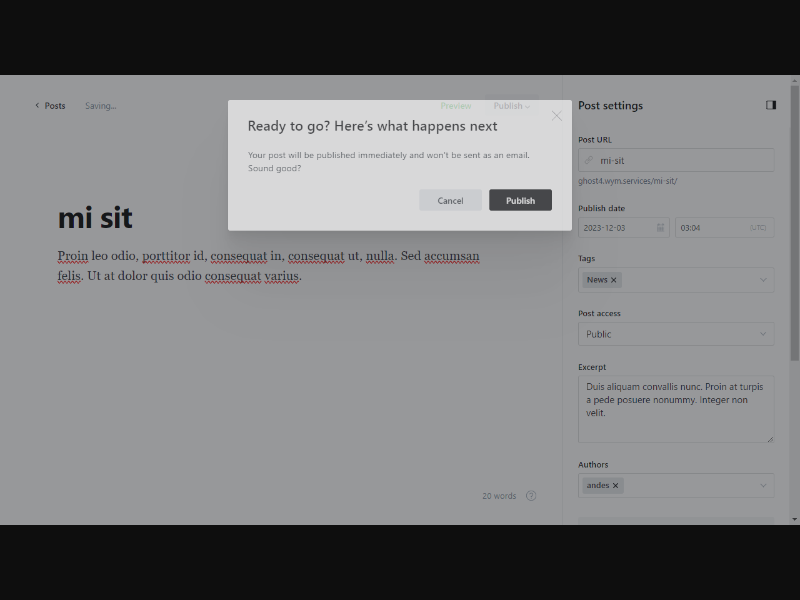 Posts
Saving...
Preview
Publish
Ready to go? Here's what happens next
Your post will be published immediately and won't be sent as an email.
Sound good?
Cancel
Publish
mi sit
Proin leo odio, porttitor id, consequat in, consequat ut, nulla. Sed accumsan
felis. Ut at dolor quis odio consequat varius.
20 words
?
Post settings
Post URL
mi-sit
ghost4.wym.services/mi-sit/
Publish date
2023-12-03
03:04
(UTC)
Tags
News ×
Post access
Public
Excerpt
Duis aliquam convallis nunc. Proin at turpis
a pede posuere nonummy. Integer non
velit.
Authors
andes ×